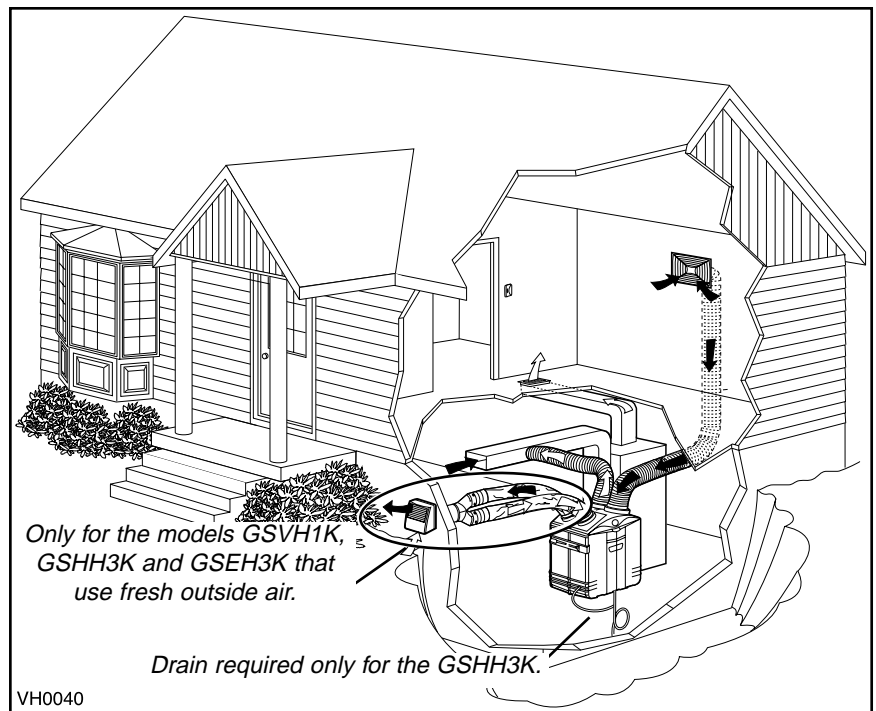 Only for the models GSVH1K,
GSHH3K and GSEH3K that
use fresh outside air.
Drain required only for the GSHH3K.
VH0040